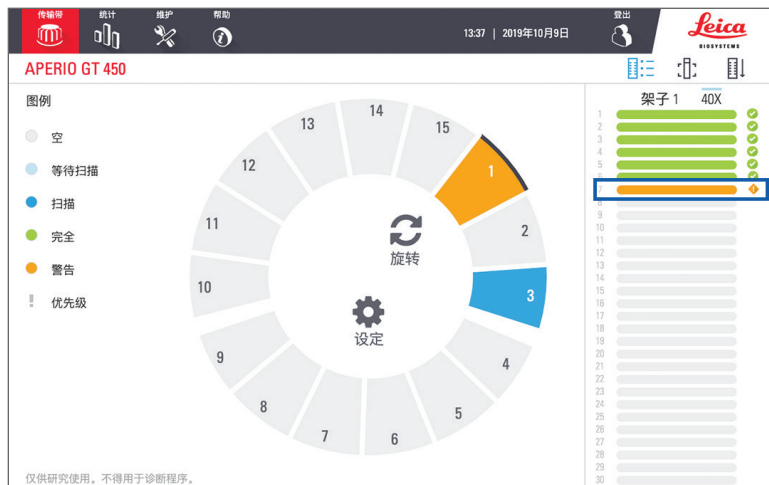 传输带 统计 维护 帮助 登出
13:37 | 2019年10月9日
Leica
BIOSYSTEMS
APERIO GT 450
图例
空
等待扫描
扫描
完全
警告
! 优先级
旋转
设定
1
2
3
4
5
6
7
8
9
10
11
12
13
14
15
架子 1 40X
1
2
3
4
5
6
7
8
9
10
11
12
13
14
15
16
17
18
19
20
21
22
23
24
25
26
27
28
29
30
仅供研究使用。不得用于诊断程序。